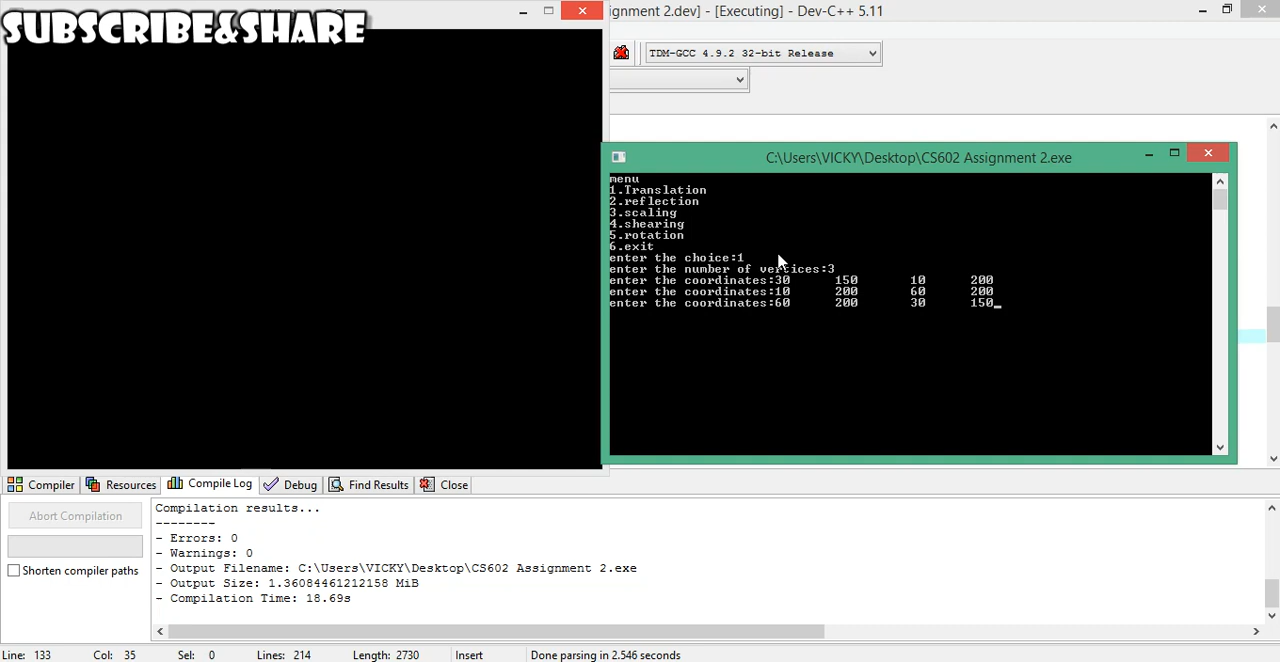 SUBSCRIBE&SHARE
ignment 2.dev] - [Executing] - Dev-C++ 5.11
TDM-GCC 4.9.2 32-bit Release
C:\Users\VICKY\Desktop\CS602 Assignment 2.exe
menu
1.Translation
2.reflection
3.scaling
4.shearing
5.rotation
6.exit
enter the choice:1
enter the number of vertices:3
enter the coordinates:30 150 10 200
enter the coordinates:10 200 60 200
enter the coordinates:60 200 30 150_
Compiler Resources Compile Log Debug Find Results Close
Abort Compilation
Shorten compiler paths
Compilation results...
--------
- Errors: 0
- Warnings: 0
- Output Filename: C:\Users\VICKY\Desktop\CS602 Assignment 2.exe
- Output Size: 1.36084461212158 MiB
- Compilation Time: 18.69s
Line: 133 Col: 35 Sel: 0 Lines: 214 Length: 2730 Insert Done parsing in 2.546 seconds